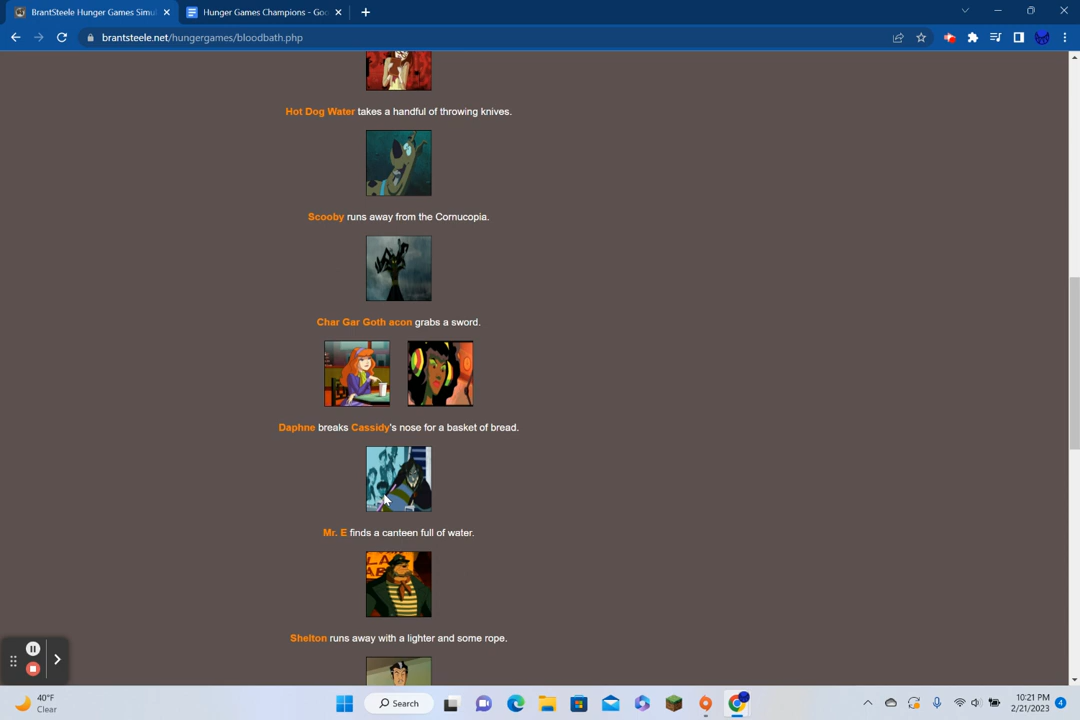 BrantSteele Hunger Games Simu
Hunger Games Champions - Goo
brantsteele.net/hungergames/bloodbath.php
Hot Dog Water takes a handful of throwing knives.
Scooby runs away from the Cornucopia.
Char Gar Goth acon grabs a sword.
Daphne breaks Cassidy's nose for a basket of bread.
Mr. E finds a canteen full of water.
Shelton runs away with a lighter and some rope.
40°F
Clear
Search
10:21 PM
2/21/2023
4